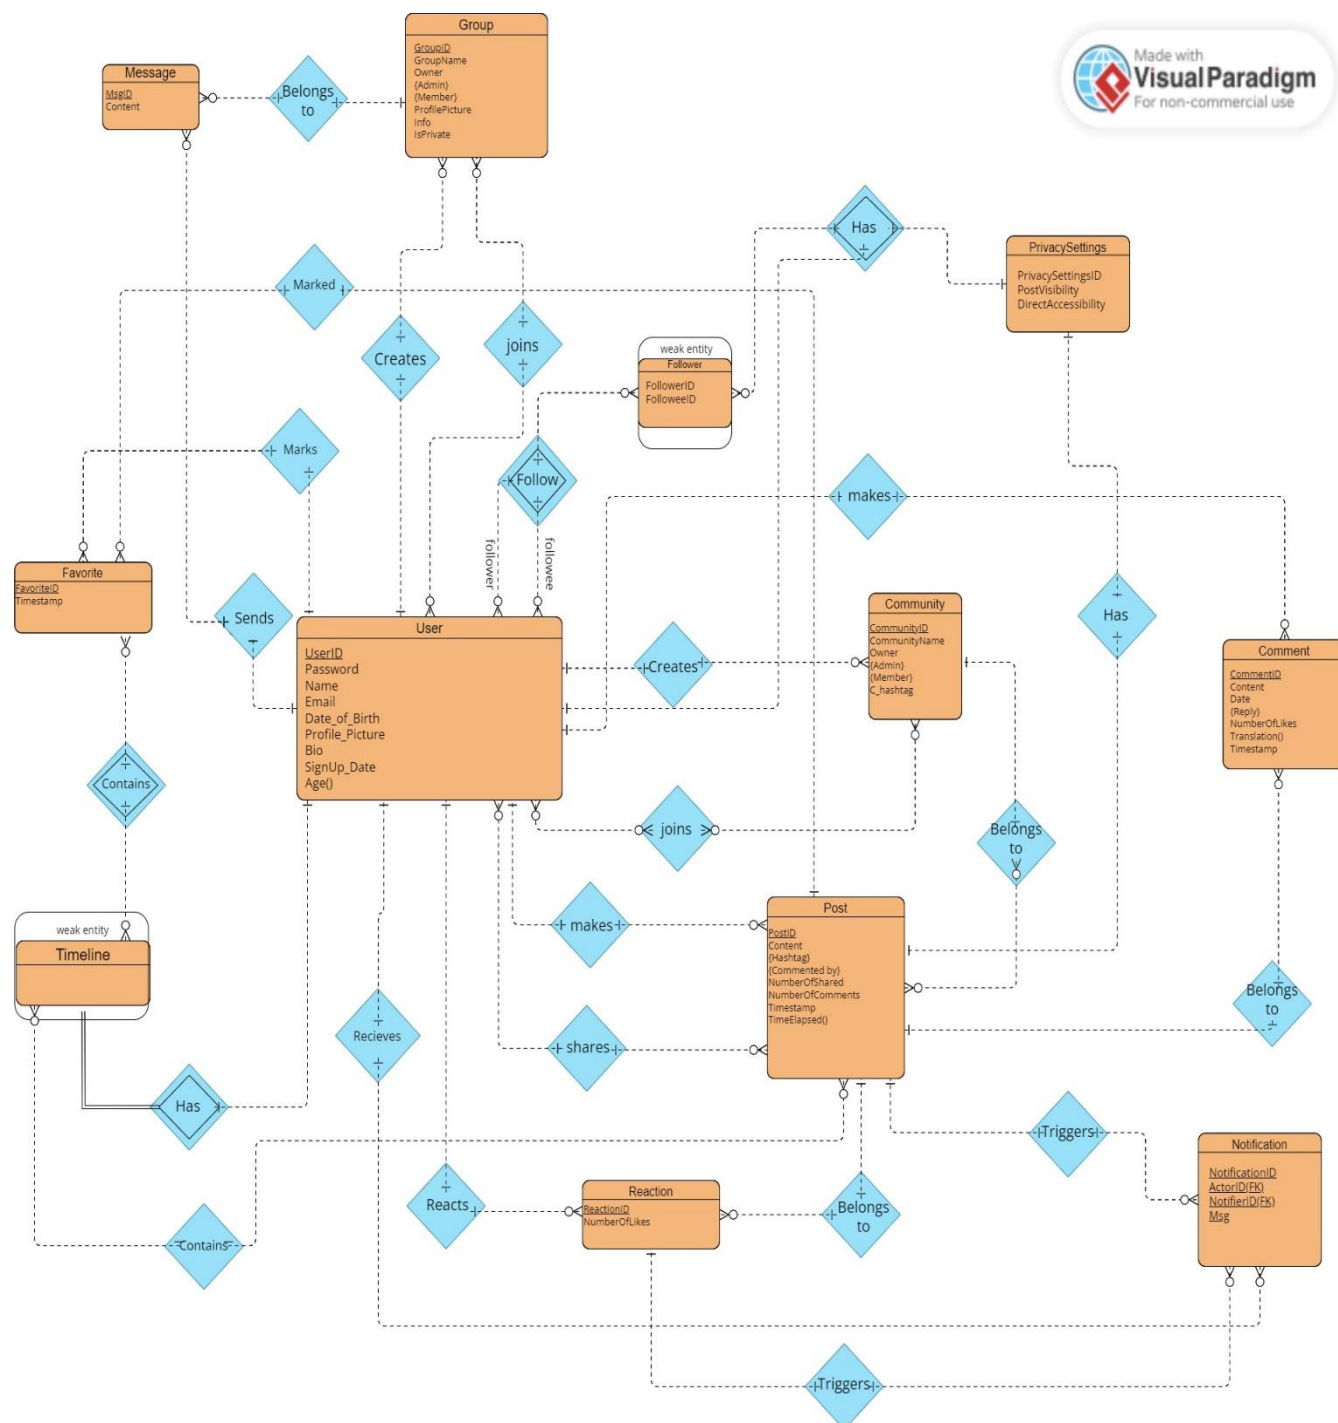 Group
GroupID
GroupName
Owner
{Admin}
{Member}
ProfilePicture
Info
IsPrivate
Made with
Visual Paradigm
For non-commercial use
Message
MsgID
Content
Belongs
to
Has
PrivacySettings
PrivacySettingsID
PostVisibility
DirectAccessibility
Marked
Creates
joins
weak entity
Follower
FollowerID
FolloweeID
Marks
Follow
makes
follower
followee
Favorite
FavoriteID
Timestamp
Sends
User
UserID
Password
Name
Email
Date_of_Birth
Profile_Picture
Bio
SignUp_Date
Age()
Creates
Community
CommunityID
CommunityName
Owner
{Admin}
{Member}
C_hashtag
Has
Comment
CommentID
Content
Date
{Reply}
NumberOfLikes
Translation()
Timestamp
Contains
joins
Belongs
to
weak entity
Timeline
makes
Post
PostID
Content
{Hashtag}
{Commented by}
NumberOfShared
NumberOfComments
Timestamp
TimeElapsed()
Belongs
to
Recieves
shares
Has
Triggers
Notification
NotificationID
ActorID(FK)
NotifierID(FK)
Msg
Contains
Reacts
Reaction
ReactionID
NumberOfLikes
Belongs
to
Triggers